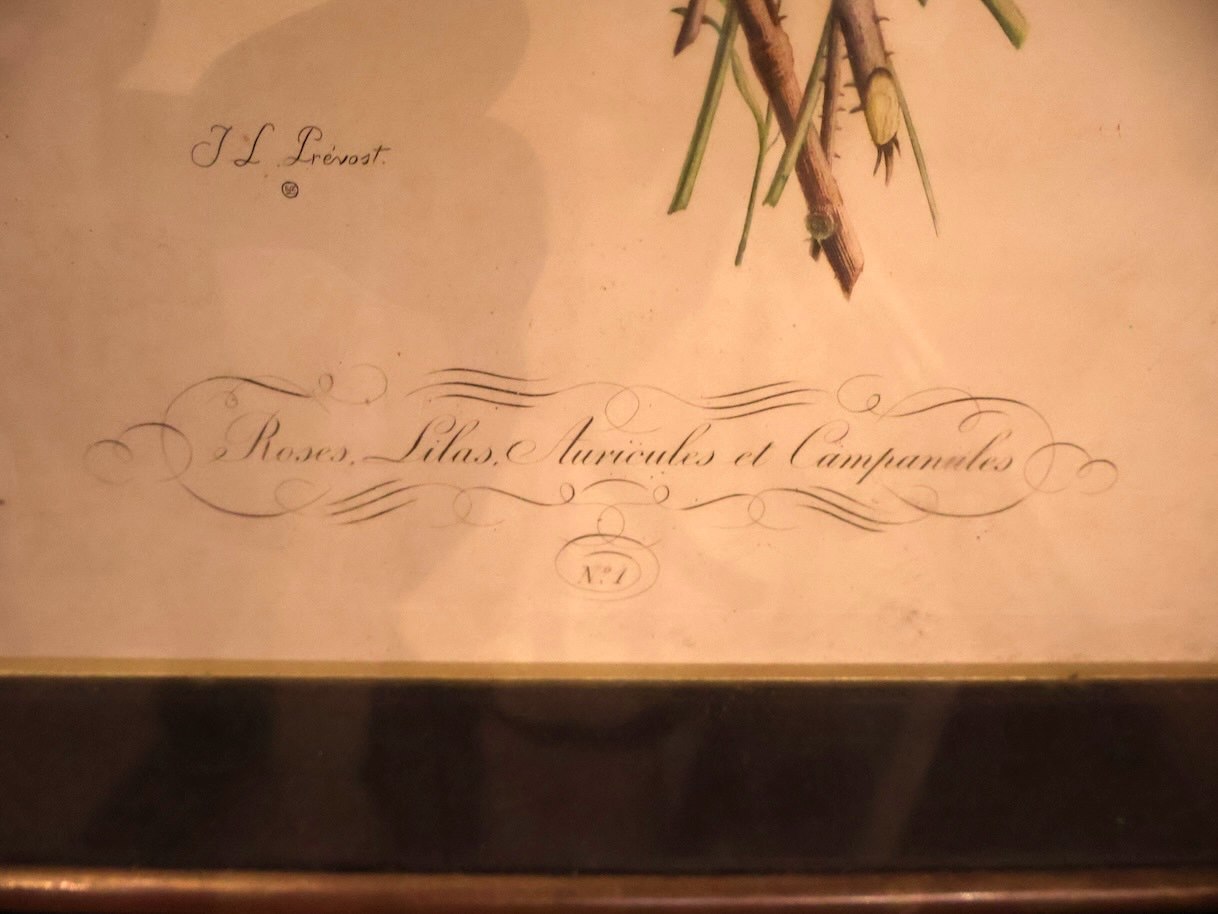 J L Prévost.
Roses, Lilas, Auricules et Campanules
N.º 1